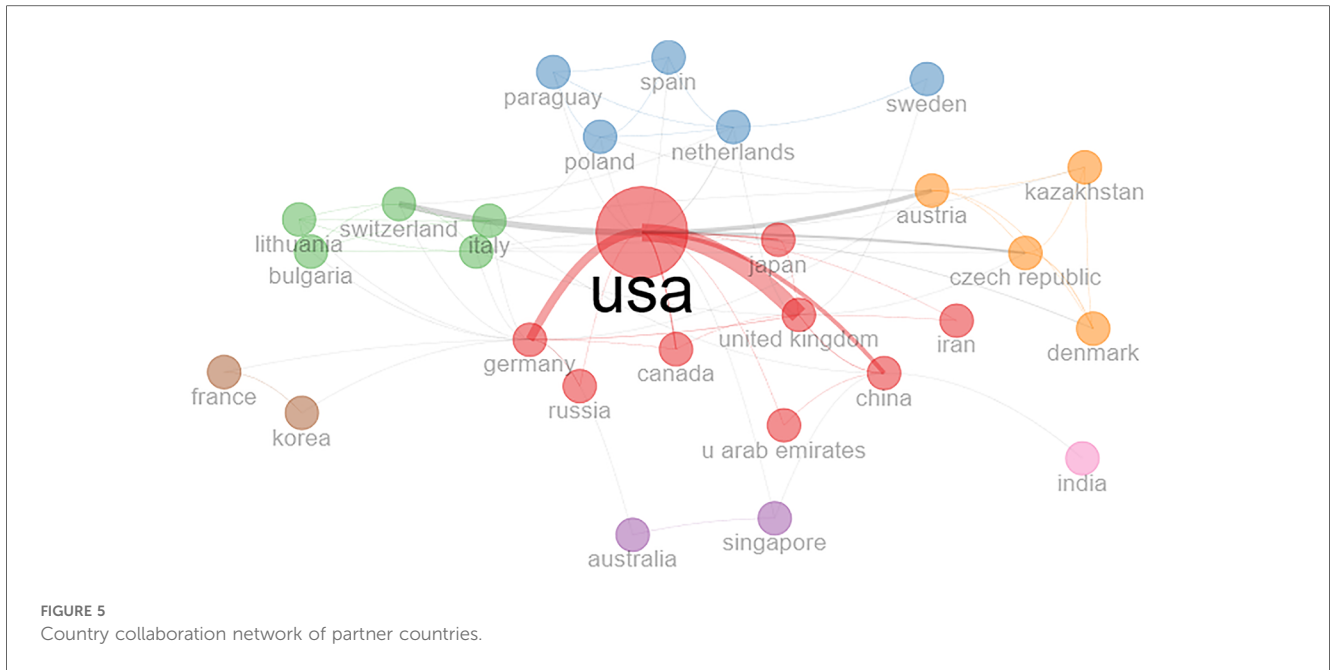 spain
paraguay
sweden
poland
netherlands
kazakhstan
austria
switzerland
lithuania
italy
bulgaria
japan
czech republic
usa
united kingdom
iran
denmark
germany
canada
china
france
russia
korea
u arab emirates
india
singapore
australia
FIGURE 5
Country collaboration network of partner countries.